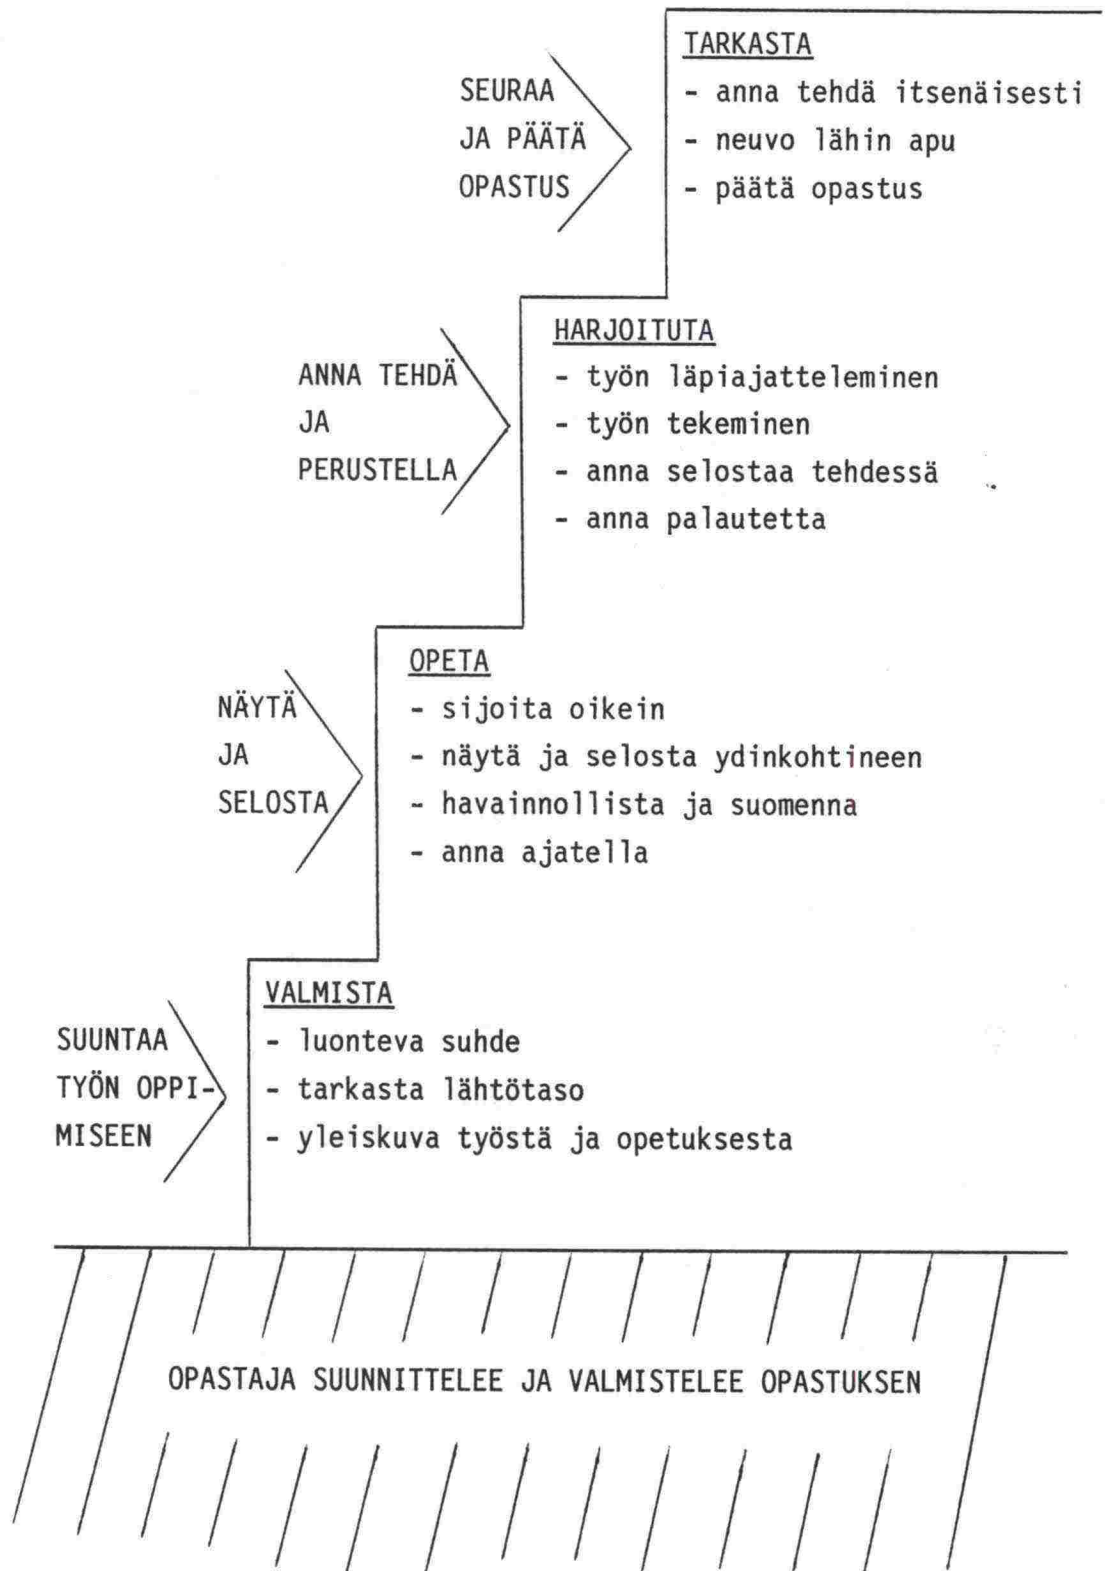 TARKASTA
- anna tehdä itsenäisesti
- neuvo lähin apu
- päätä opastus
SEURAA
JA PÄÄTÄ
OPASTUS
HARJOITUTA
- työn läpiajatteleminen
- työn tekeminen
- anna selostaa tehdessä
- anna palautetta
ANNA TEHDÄ
JA
PERUSTELLA
OPETA
- sijoita oikein
- näytä ja selosta ydinkohtineen
- havainnollista ja suomenna
- anna ajatella
NÄYTÄ
JA
SELOSTA
VALMISTA
- luonteva suhde
- tarkasta lähtötaso
- yleiskuva työstä ja opetuksesta
SUUNTAA
TYÖN OPPI-
MISEEN
OPASTAJA SUUNNITTELEE JA VALMISTELEE OPASTUKSEN